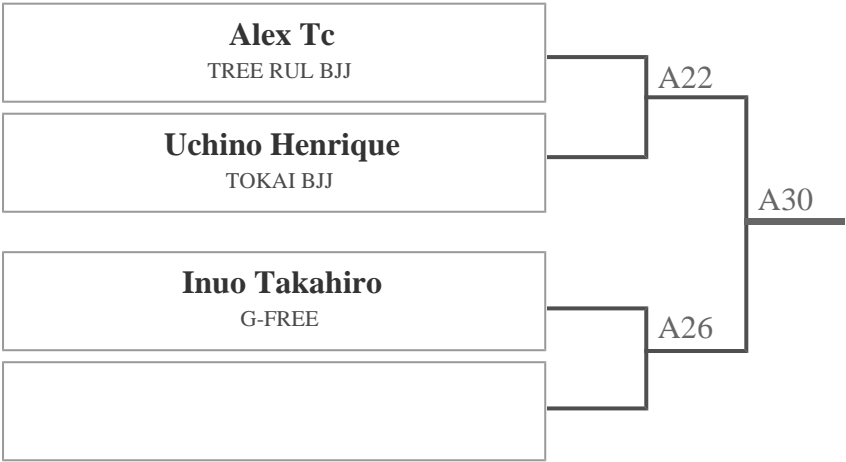 Alex Tc
TREE RUL BJJ
A22
Uchino Henrique
TOKAI BJJ
A30
Inuo Takahiro
G-FREE
A26